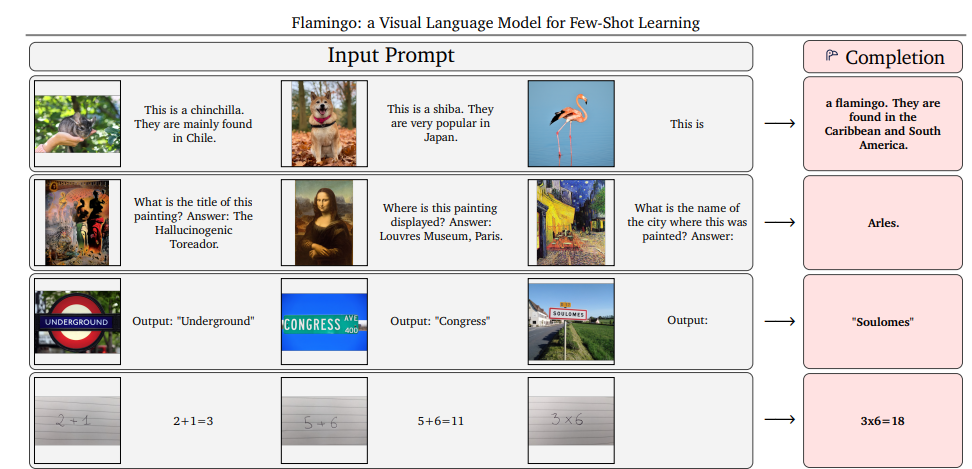 Flamingo: a Visual Language Model for Few-Shot Learning
Input Prompt
Completion
This is a chinchilla.
They are mainly found
in Chile.
This is a shiba. They
are very popular in
Japan.
This is
a flamingo. They are
found in the
Caribbean and South
America.
What is the title of this
painting? Answer: The
Hallucinogenic
Toreador.
Where is this painting
displayed? Answer:
Louvres Museum, Paris.
What is the name of
the city where this was
painted? Answer:
Arles.
UNDERGROUND
Output: "Underground"
CONGRESS AVE
400
Output: "Congress"
SOULOMES
Output:
"Soulomes"
2+1
2+1=3
5+6
5+6=11
3×6
3x6=18